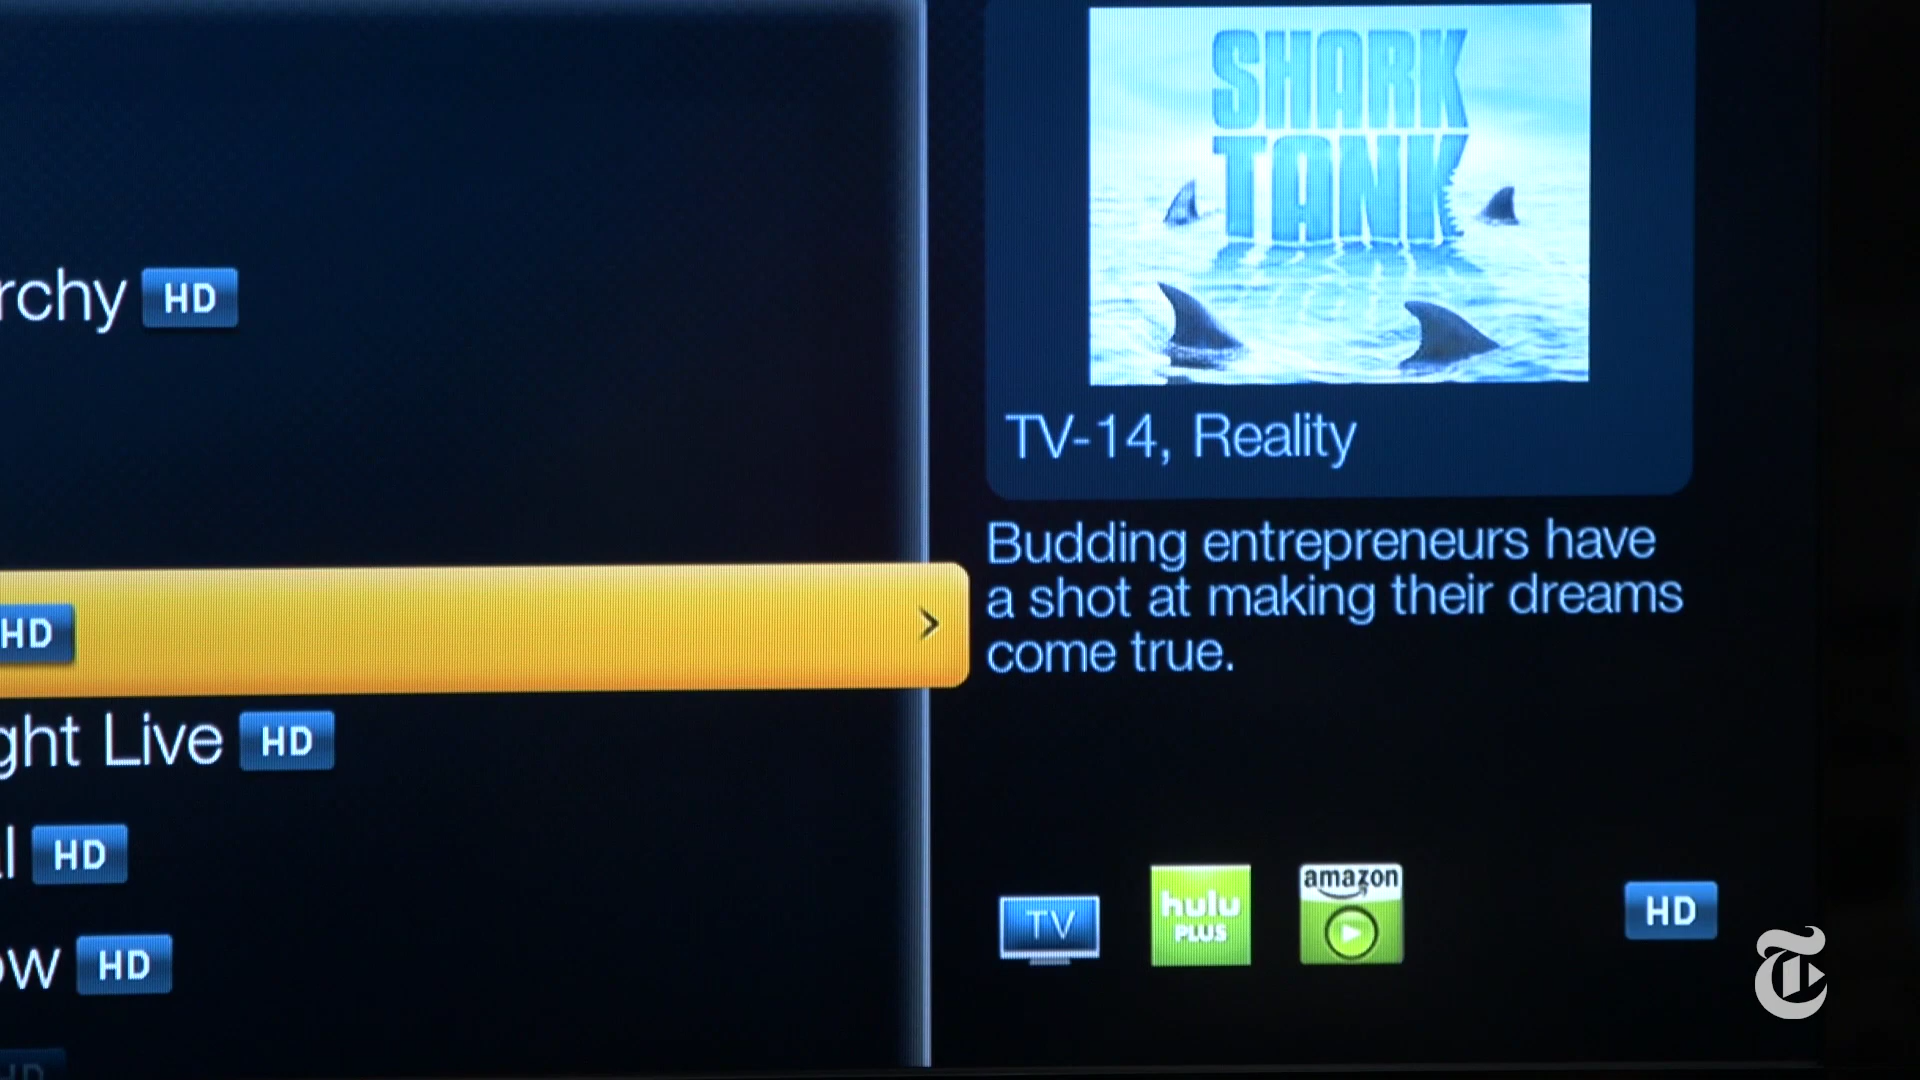 SHARK
TANK
TV-14, Reality
Budding entrepreneurs have
a shot at making their dreams
come true.
TV
hulu
PLUS
amazon
HD
rchy HD
HD
ght Live HD
l HD
ow HD
HD
T